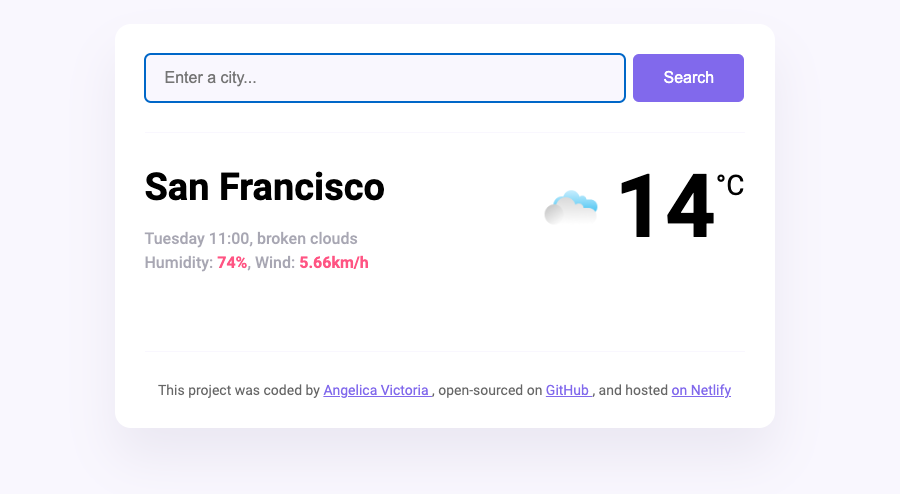 Enter a city...
Search
San Francisco
14 °C
Tuesday 11:00, broken clouds
Humidity: 74%, Wind: 5.66km/h
This project was coded by Angelica Victoria , open-sourced on GitHub , and hosted on Netlify